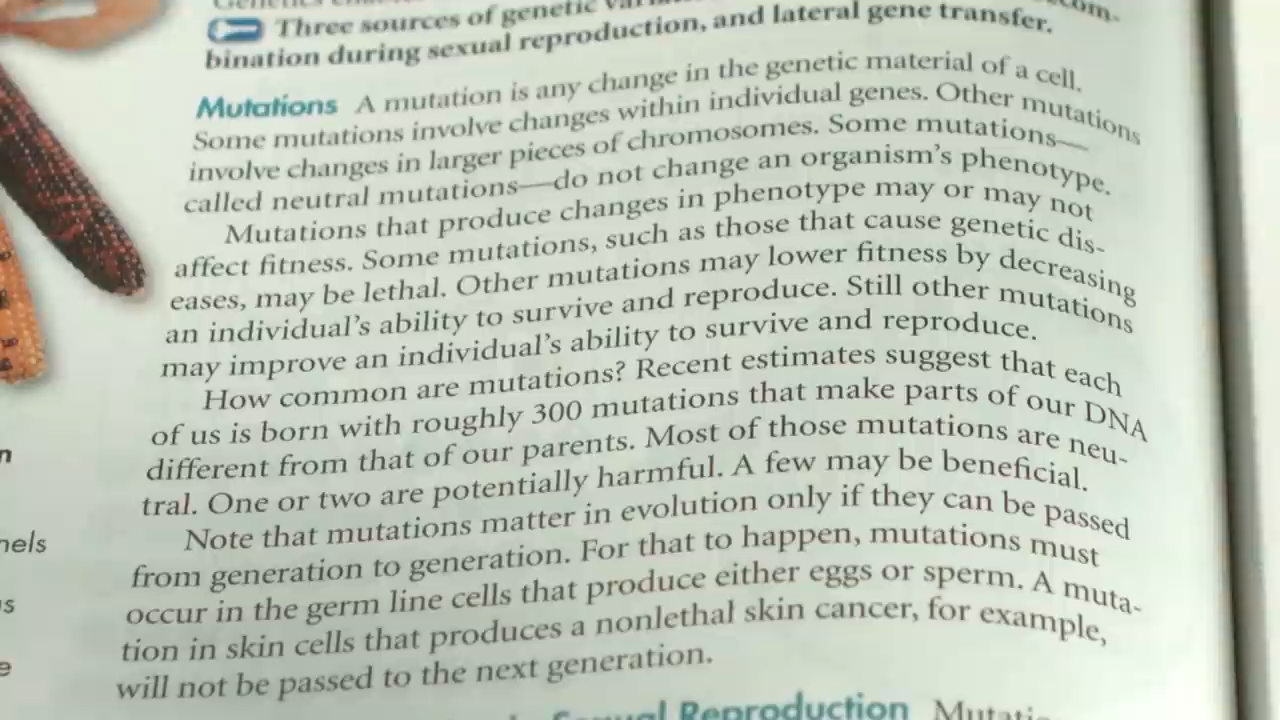 Three sources of genetic
bination during sexual reproduction, and lateral gene transfer.
Mutations A mutation is any change in the genetic material of a cell.
Some mutations involve changes within individual genes. Other mutations
involve changes in larger pieces of chromosomes. Some mutations—
called neutral mutations—do not change an organism's phenotype.
Mutations that produce changes in phenotype may or may not
affect fitness. Some mutations, such as those that cause genetic dis-
eases, may be lethal. Other mutations may lower fitness by decreasing
an individual's ability to survive and reproduce. Still other mutations
may improve an individual's ability to survive and reproduce.
How common are mutations? Recent estimates suggest that each
of us is born with roughly 300 mutations that make parts of our DNA
different from that of our parents. Most of those mutations are neu-
tral. One or two are potentially harmful. A few may be beneficial.
Note that mutations matter in evolution only if they can be passed
from generation to generation. For that to happen, mutations must
occur in the germ line cells that produce either eggs or sperm. A muta-
tion in skin cells that produces a nonlethal skin cancer, for example,
will not be passed to the next generation.
Sexual Reproduction